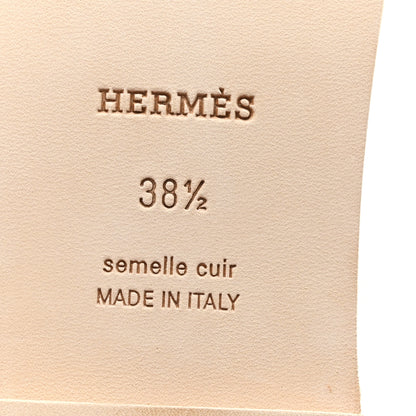 HERMÈS
38½
semelle cuir
MADE IN ITALY